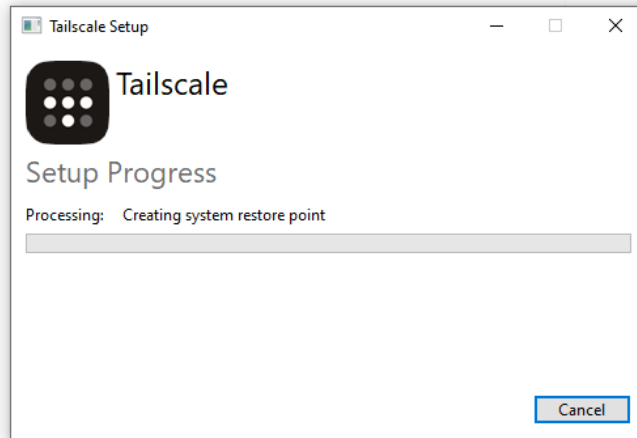 Tailscale Setup
Tailscale
Setup Progress
Processing: Creating system restore point
Cancel